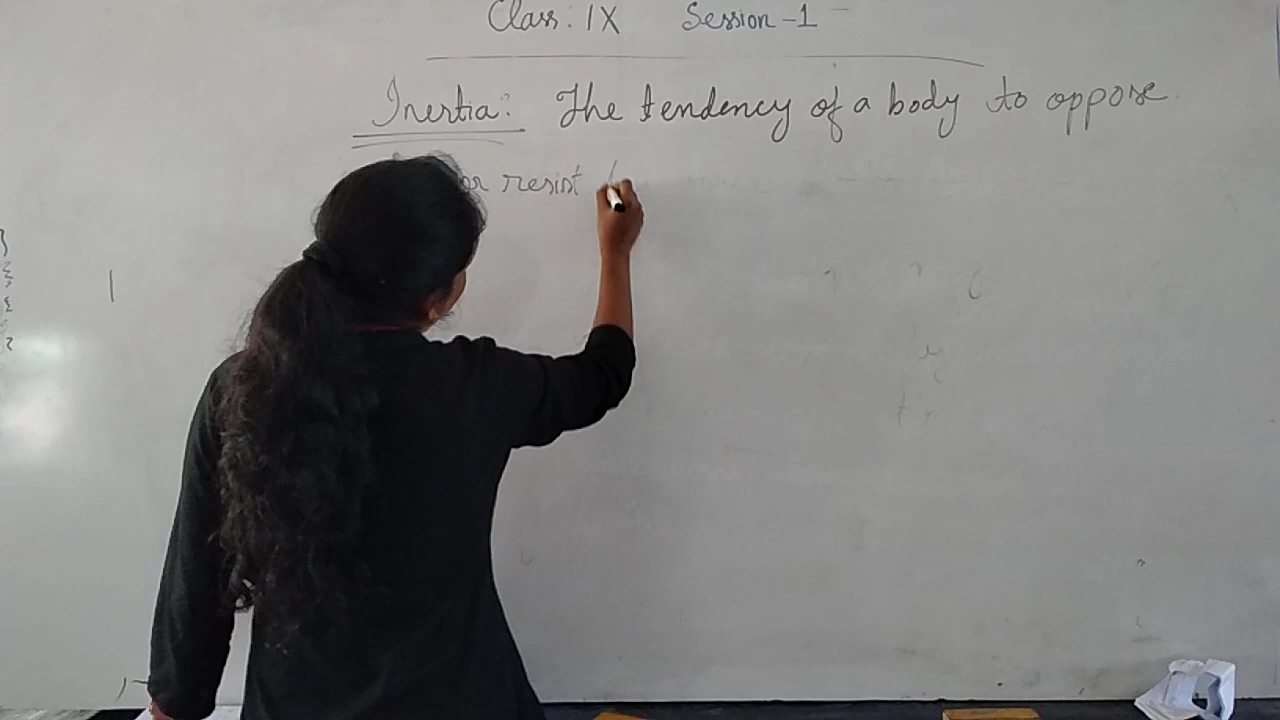 Class: IX Session-1
Inertia: The tendency of a body to oppose
or resist